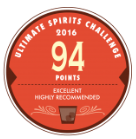 ULTIMATE SPIRITS CHALLENGE
2016
94
POINTS
EXCELLENT
HIGHLY RECOMMENDED